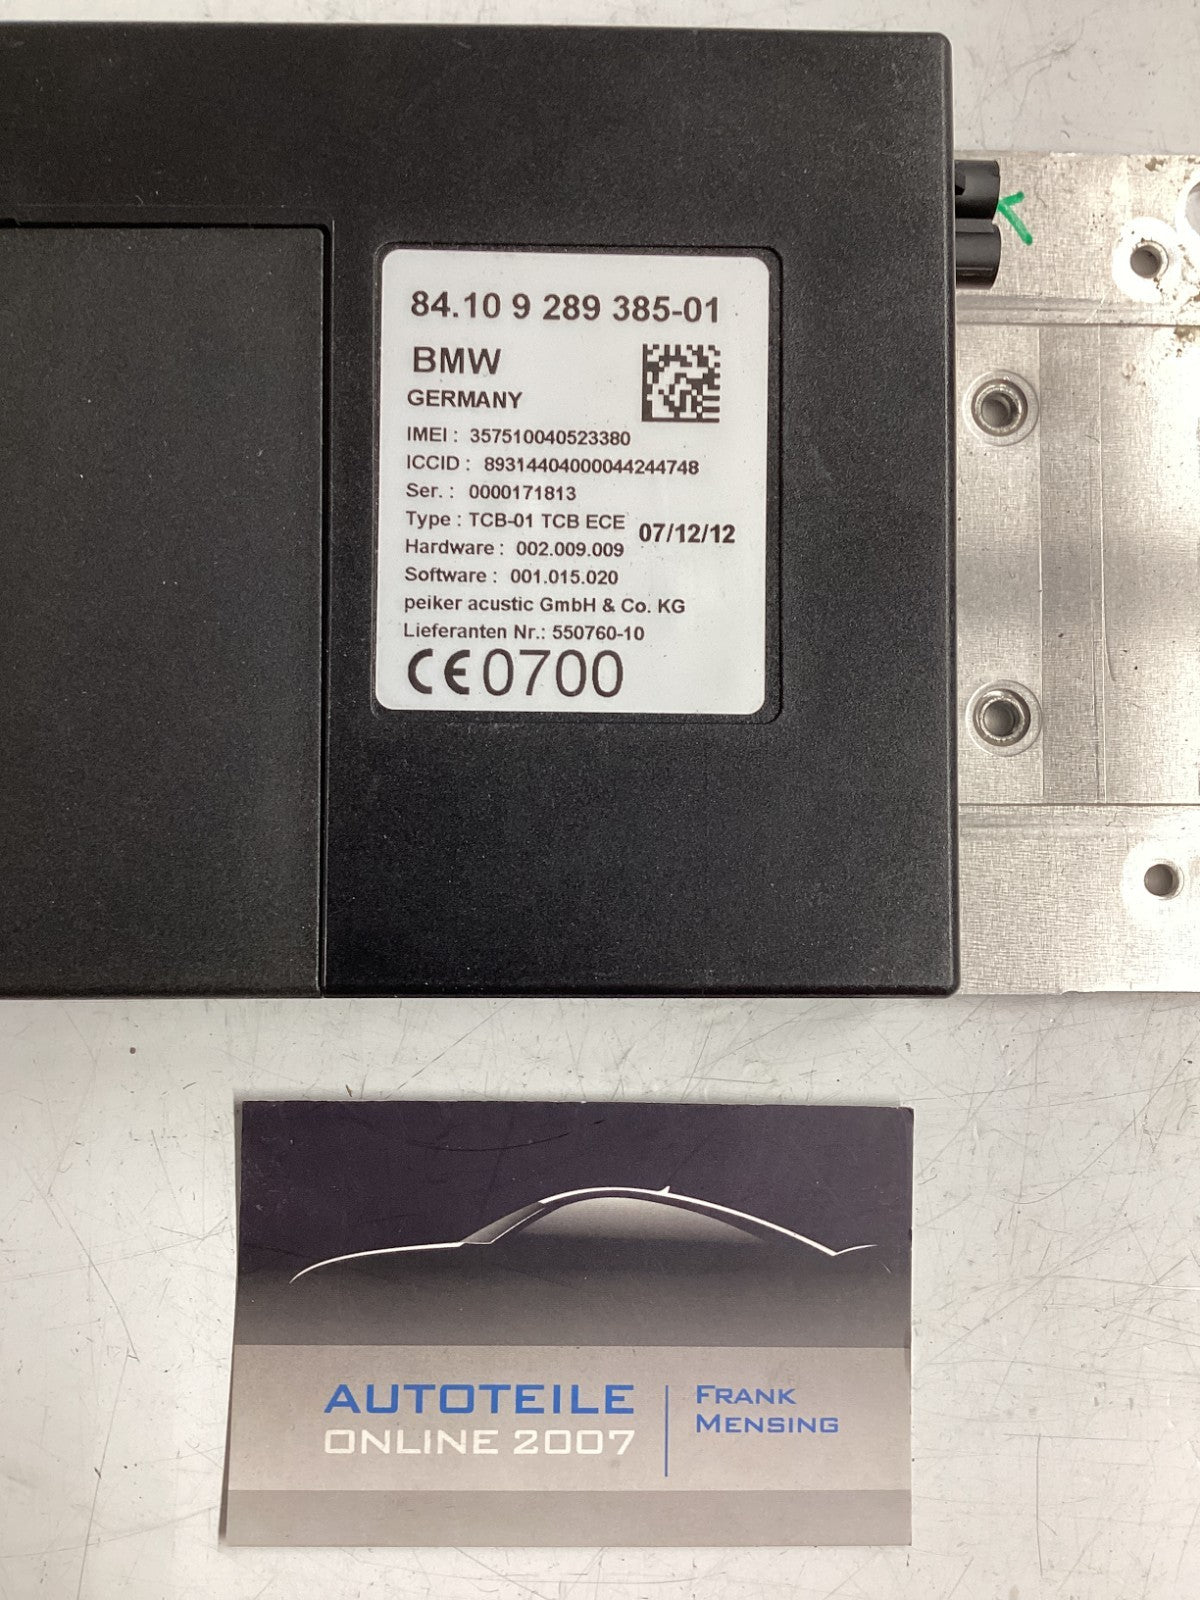 84.10 9 289 385-01
BMW
GERMANY
IMEI : 357510040523380
ICCID : 89314404000044244748
Ser. : 0000171813
Type : TCB-01 TCB ECE 07/12/12
Hardware : 002.009.009
Software : 001.015.020
peiker acustic GmbH & Co. KG
Lieferanten Nr.: 550760-10
CE 0700
AUTOTEILE
ONLINE 2007
FRANK
MENSING